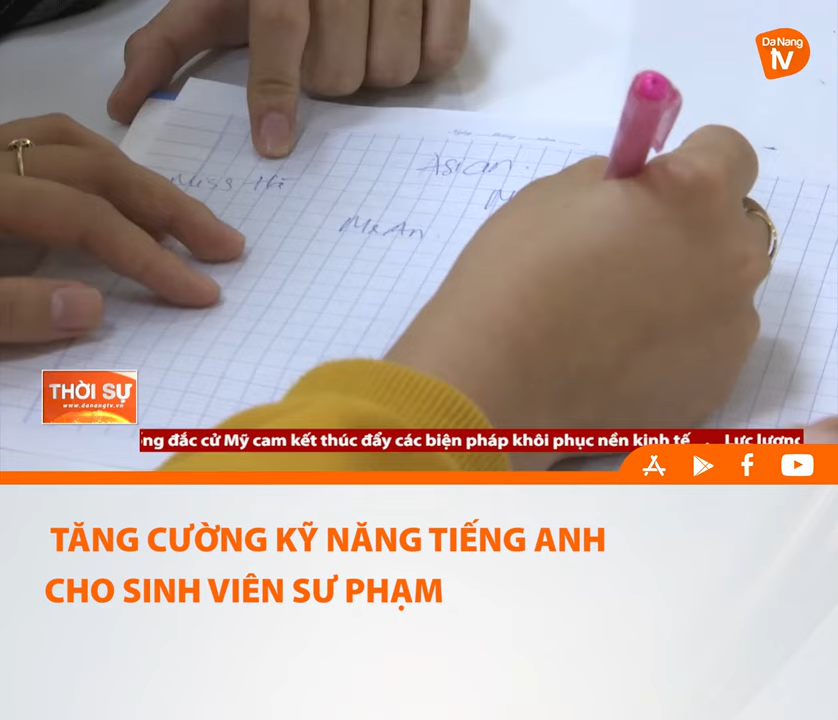 Da Nang
tv
Asian.
Miss Hi
Mr An
THỜI SỰ
www.danangtv.vn
đắc cử Mỹ cam kết thúc đẩy các biện pháp khôi phục nền kinh tế Lực lượng
TĂNG CƯỜNG KỸ NĂNG TIẾNG ANH
CHO SINH VIÊN SƯ PHẠM